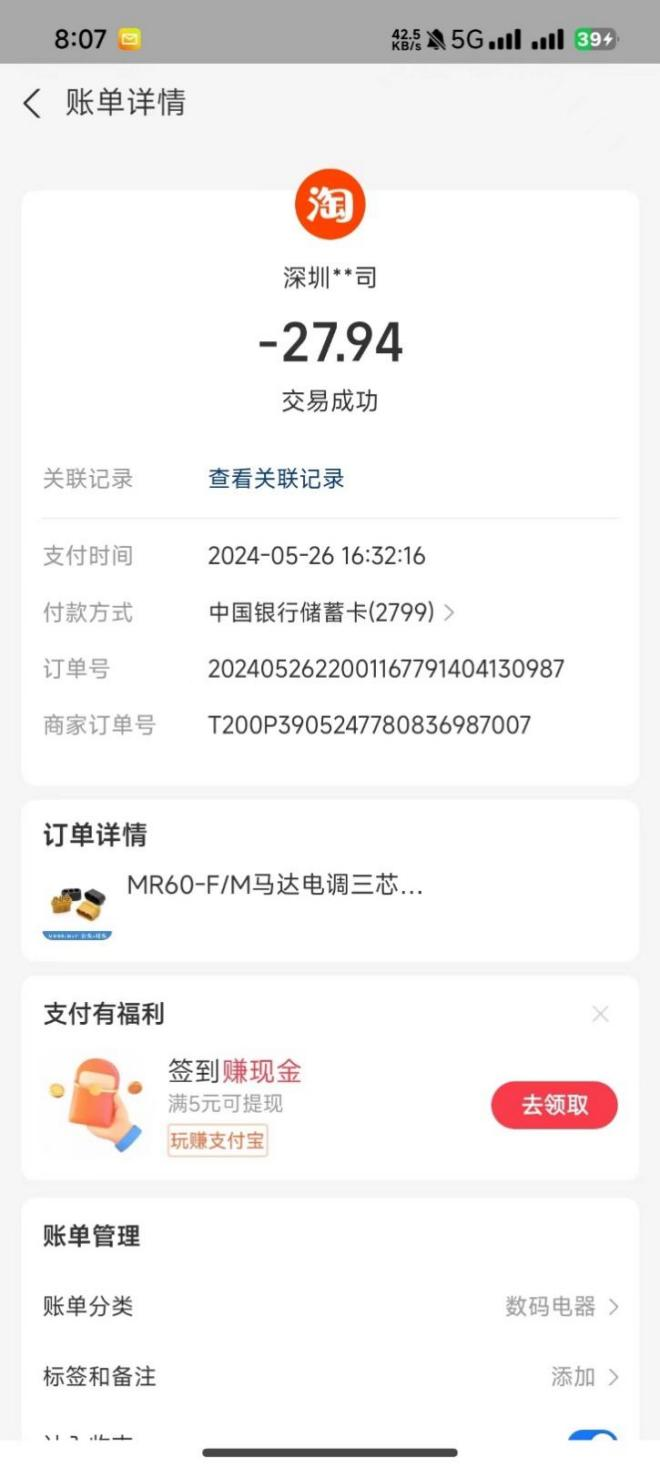 8:07
42.5
KB/s
5G
39
账单详情
淘
深圳**司
-27.94
交易成功
关联记录 查看关联记录
支付时间 2024-05-26 16:32:16
付款方式 中国银行储蓄卡(2799)
订单号 2024052622001167791404130987
商家订单号 T200P3905247780836987007
订单详情
MR60-F/M马达电调三芯...
支付有福利
签到赚现金
满5元可提现
去领取
玩赚支付宝
账单管理
账单分类 数码电器
标签和备注 添加